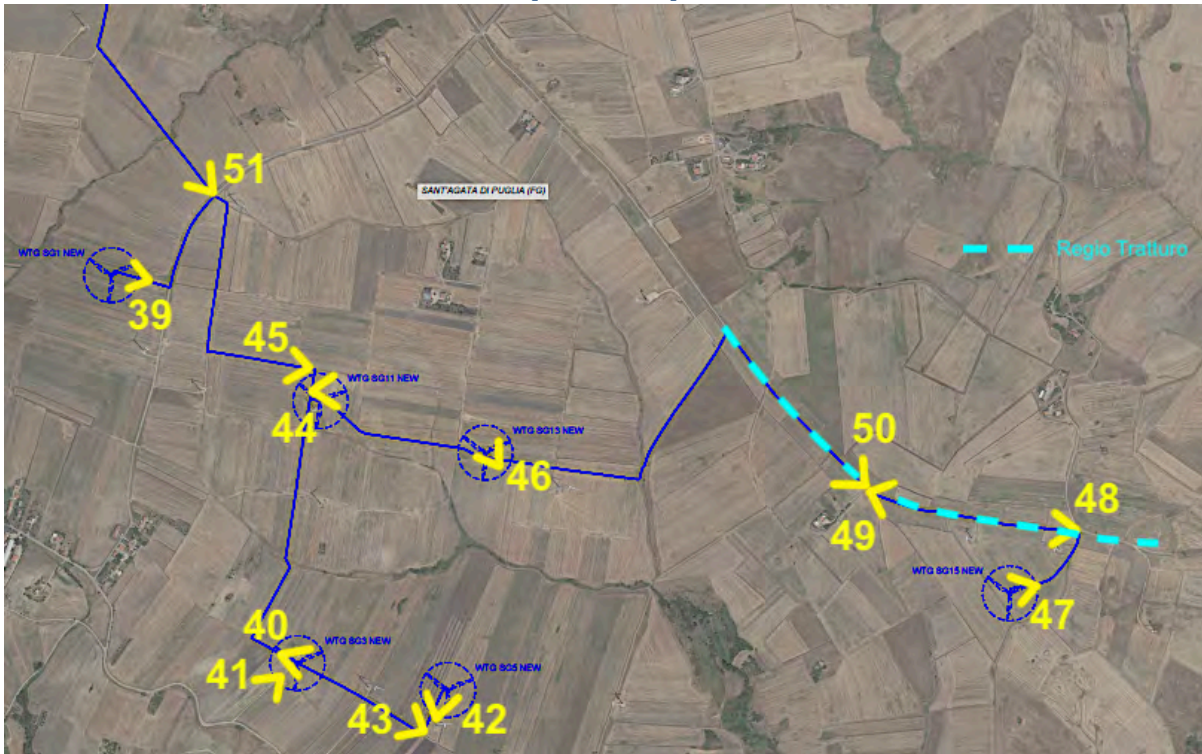 51
SANT'AGATA DI PUGLIA (FG)
WTG SG1 NEW
Regio Tratturo
39
45
WTG SG11 NEW
44
WTG SG13 NEW
46
50
49
48
WTG SG15 NEW
47
40
WTG SG3 NEW
41
WTG SG5 NEW
43
42